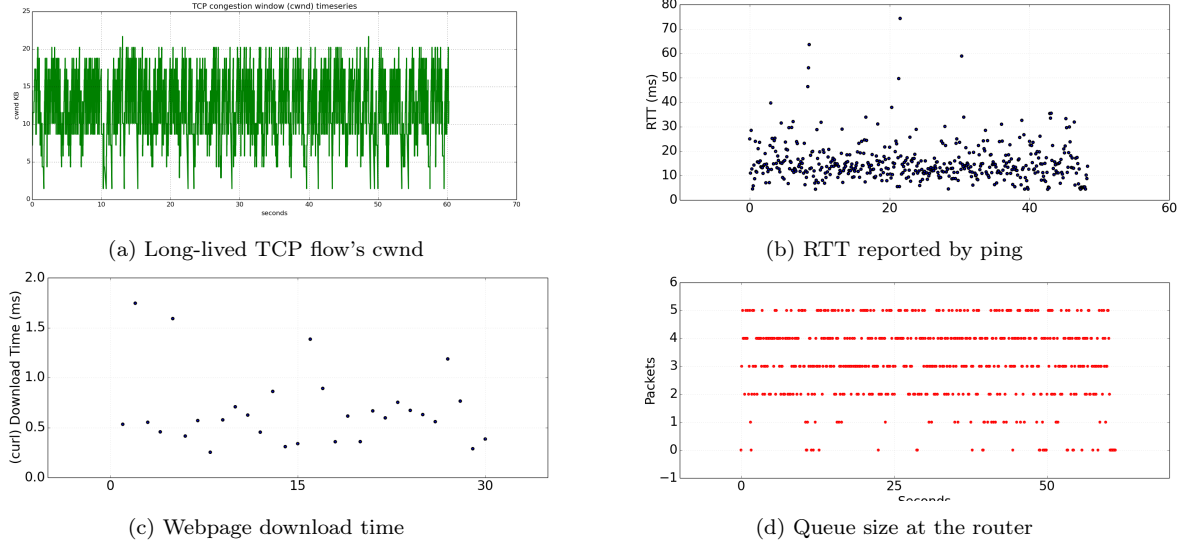 TCP congestion window (cwnd) timeseries
25
20
15
10
5
0
cwnd KB
0 10 20 30 40 50 60 70
seconds
(a) Long-lived TCP flow's cwnd
80
70
60
50
40
30
20
10
0
RTT (ms)
0 20 40 60
(b) RTT reported by ping
2.0
1.5
1.0
0.5
0.0
(curl) Download Time (ms)
0 15 30
(c) Webpage download time
6
5
4
3
2
1
0
−1
Packets
0 25 50
Seconds
(d) Queue size at the router